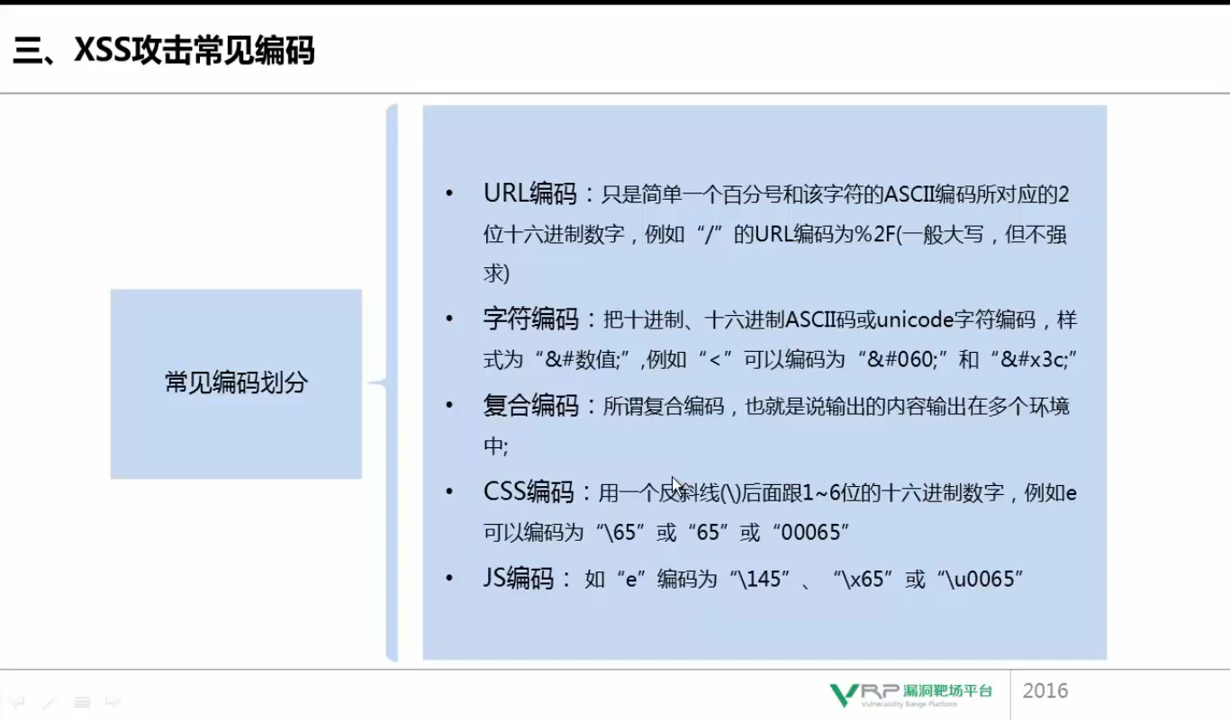 三、XSS攻击常见编码
常见编码划分
• URL编码：只是简单一个百分号和该字符的ASCII编码所对应的2
位十六进制数字，例如“/”的URL编码为%2F(一般大写，但不强
求)
• 字符编码：把十进制、十六进制ASCII码或unicode字符编码，样
式为“&#数值;”,例如“<”可以编码为“&#060;”和“&#x3c;”
• 复合编码：所谓复合编码，也就是说输出的内容输出在多个环境
中;
• CSS编码：用一个反斜线(\)后面跟1~6位的十六进制数字，例如e
可以编码为“\65”或“65”或“00065”
• JS编码： 如“e”编码为“\145”、“\x65”或“\u0065”
VRP 漏洞靶场平台
Vulnerability Range Platform
2016